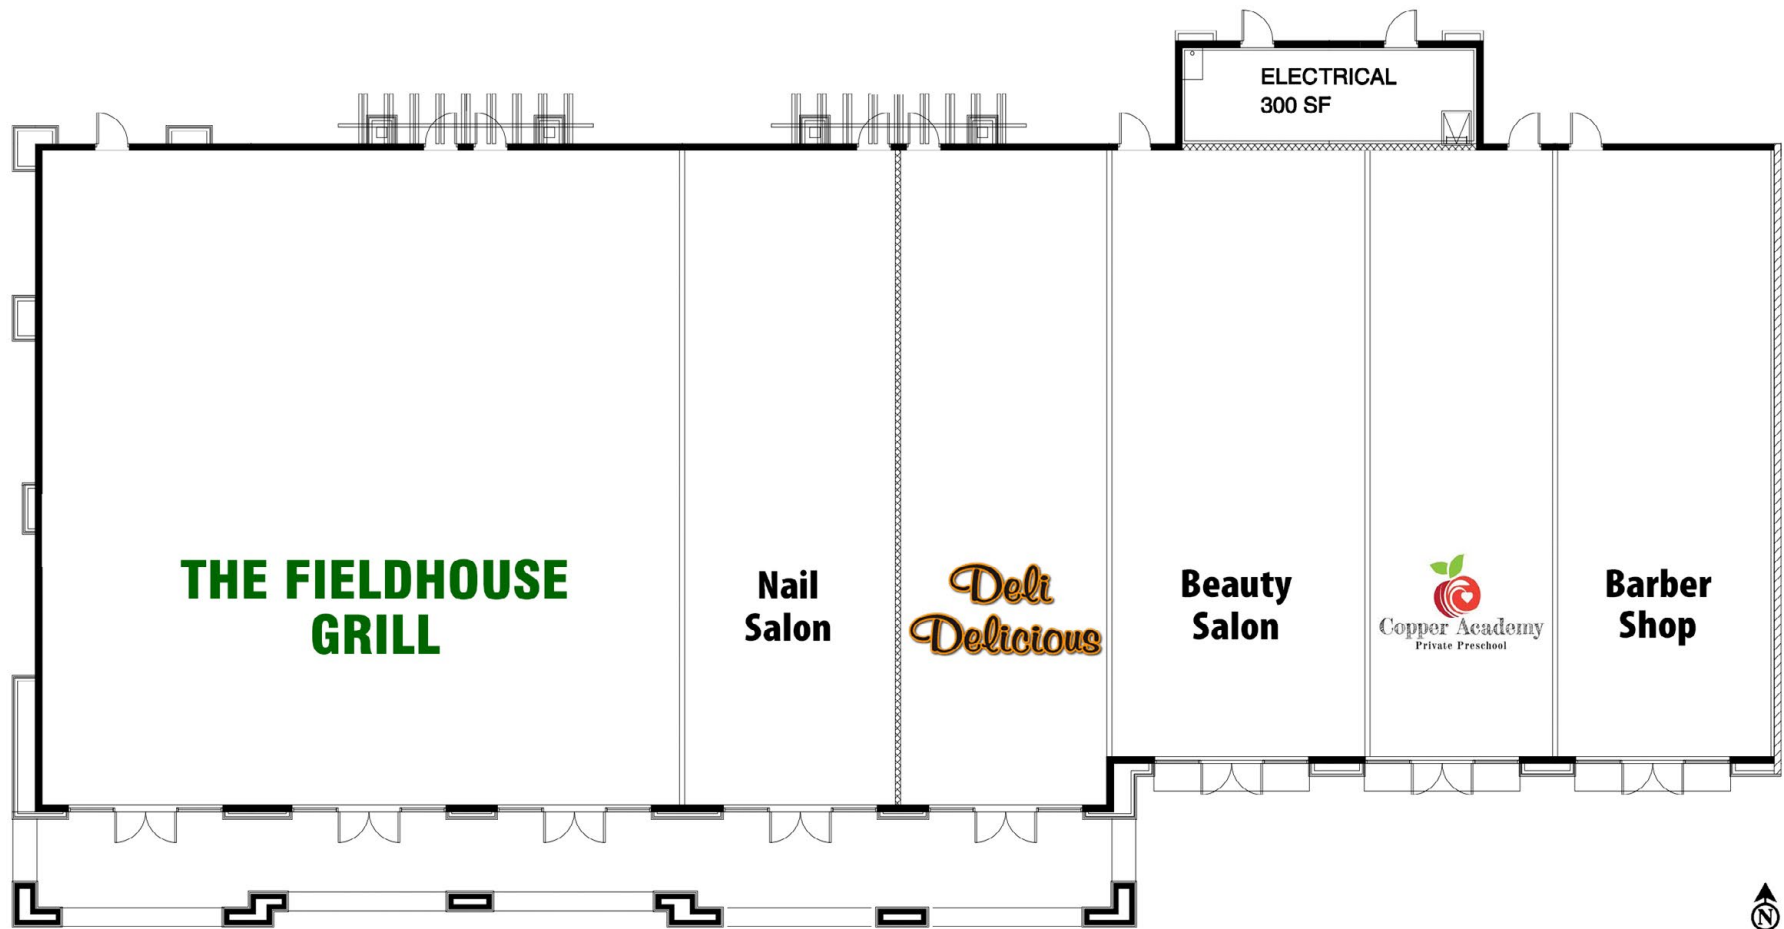 ELECTRICAL
300 SF
THE FIELDHOUSE
GRILL
Nail
Salon
Deli
Delicious
Beauty
Salon
Copper Academy
Private Preschool
Barber
Shop
N